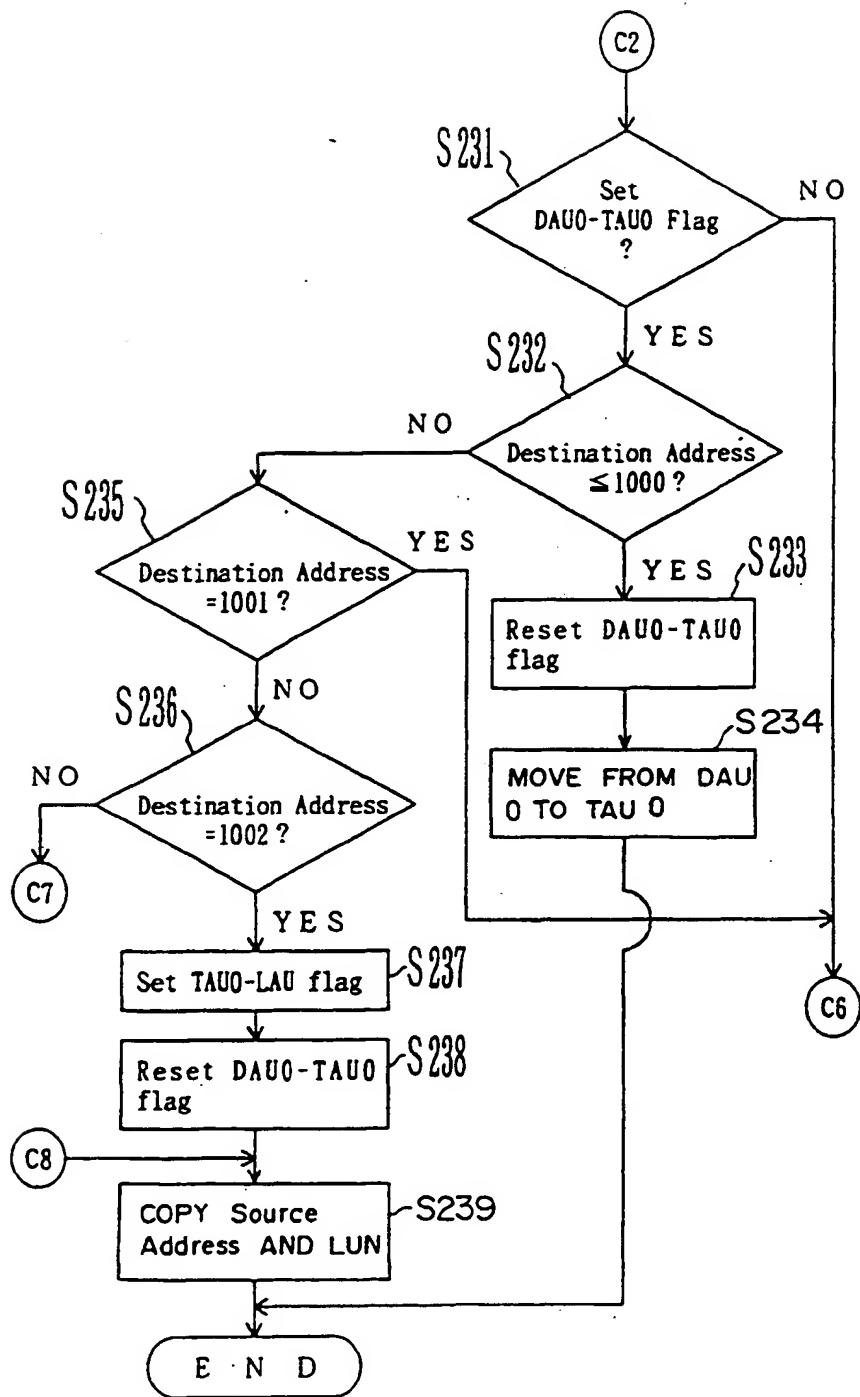 C2
S231
Set
DAU0-TAU0 Flag
?
NO
YES
S232
NO
Destination Address
≦1000?
S235
YES
Destination Address
=1001?
YES
S233
Reset DAU0-TAU0
flag
NO
S236
S234
MOVE FROM DAU
0 TO TAU 0
NO
Destination Address
=1002?
C7
YES
Set TAU0-LAU flag
S237
C6
Reset DAU0-TAU0
flag
S238
C8
COPY Source
Address AND LUN
S239
END